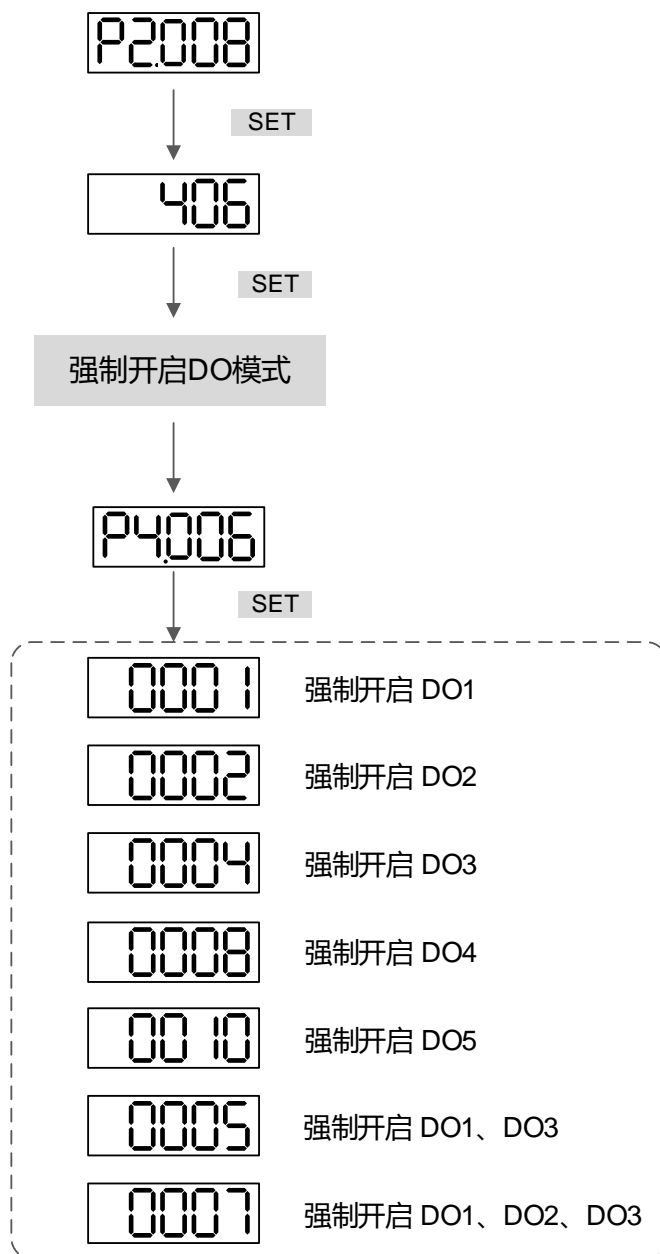 P2.008
SET
406
SET
强制开启DO模式
P4.006
SET
0001 强制开启 DO1
0002 强制开启 DO2
0004 强制开启 DO3
0008 强制开启 DO4
0010 强制开启 DO5
0005 强制开启 DO1、DO3
0007 强制开启 DO1、DO2、DO3